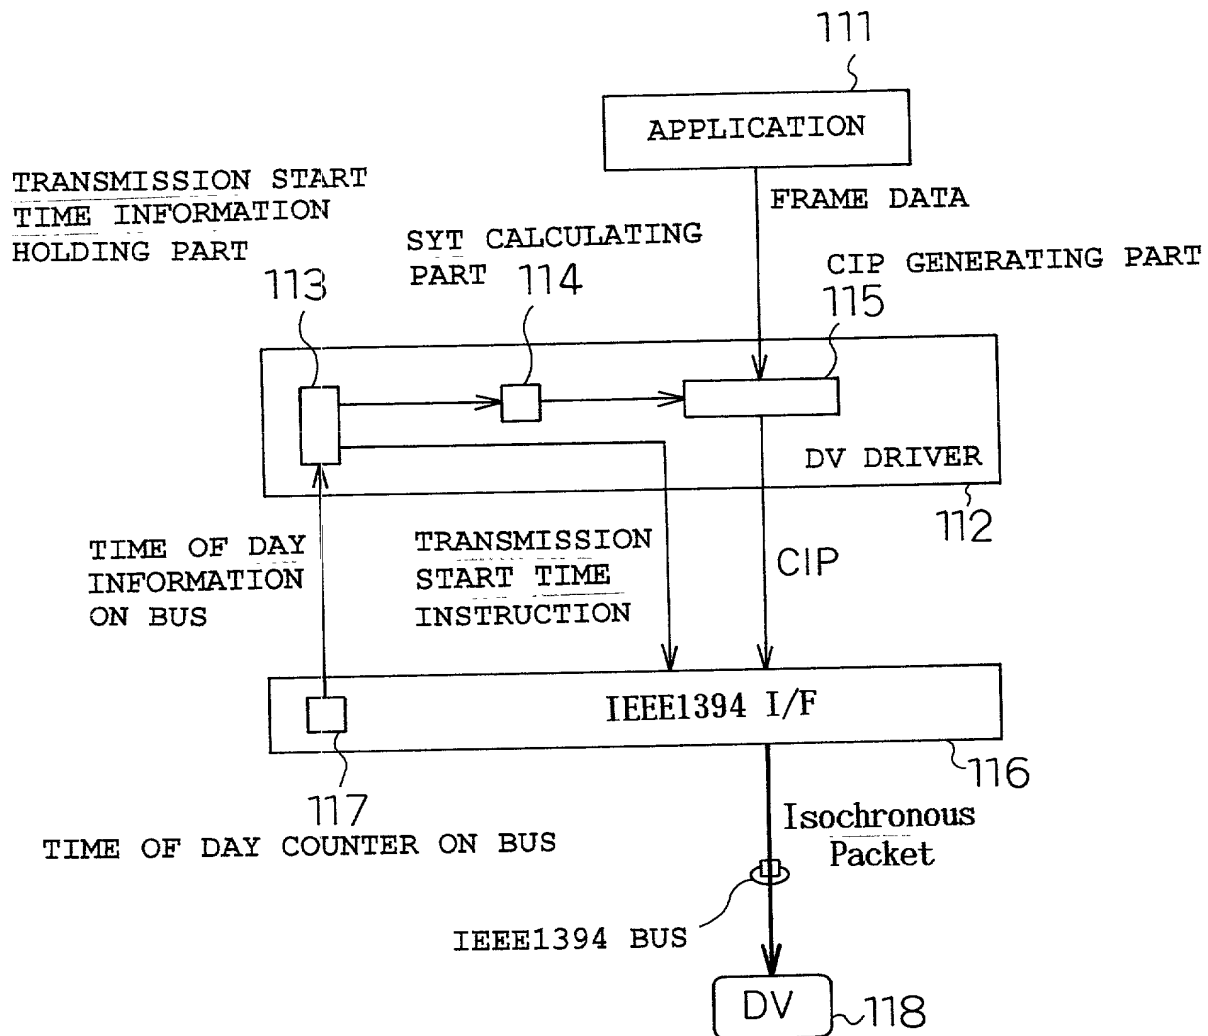 111
APPLICATION
TRANSMISSION START
TIME INFORMATION
HOLDING PART
FRAME DATA
SYT CALCULATING
PART
CIP GENERATING PART
113
114
115
DV DRIVER
112
TIME OF DAY
INFORMATION
ON BUS
TRANSMISSION
START TIME
INSTRUCTION
CIP
IEEE1394 I/F
116
117
TIME OF DAY COUNTER ON BUS
Isochronous
Packet
IEEE1394 BUS
DV
118